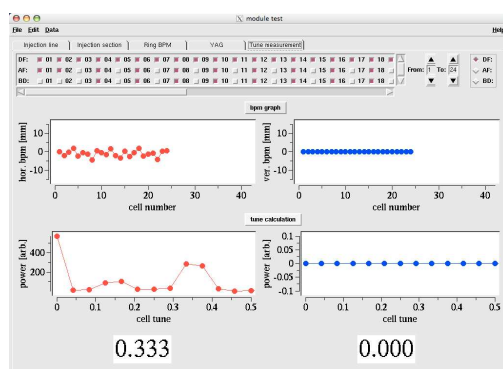 module test
File Edit Data Help
Injection line Injection section Ring BPM YAG Tune measurement
DF: 01 02 03 04 05 06 07 08 09 10 11 12 13 14 15 16 17 18 DF:
AF: 01 02 03 04 05 06 07 08 09 10 11 12 13 14 15 16 17 18 From: 1 To: 24 AF:
BD: 01 02 03 04 05 06 07 08 09 10 11 12 13 14 15 16 17 18 BD:
bpm graph
hor. bpm [mm]
10
0
-10
0 10 20 30 40
cell number
ver. bpm [mm]
10
0
-10
0 10 20 30 40
cell number
tune calculation
power [arb.]
400
200
0 0.1 0.2 0.3 0.4 0.5
cell tune
power [arb.]
0.1
0.05
0
-0.05
-0.1
0 0.1 0.2 0.3 0.4 0.5
cell tune
0.333 0.000